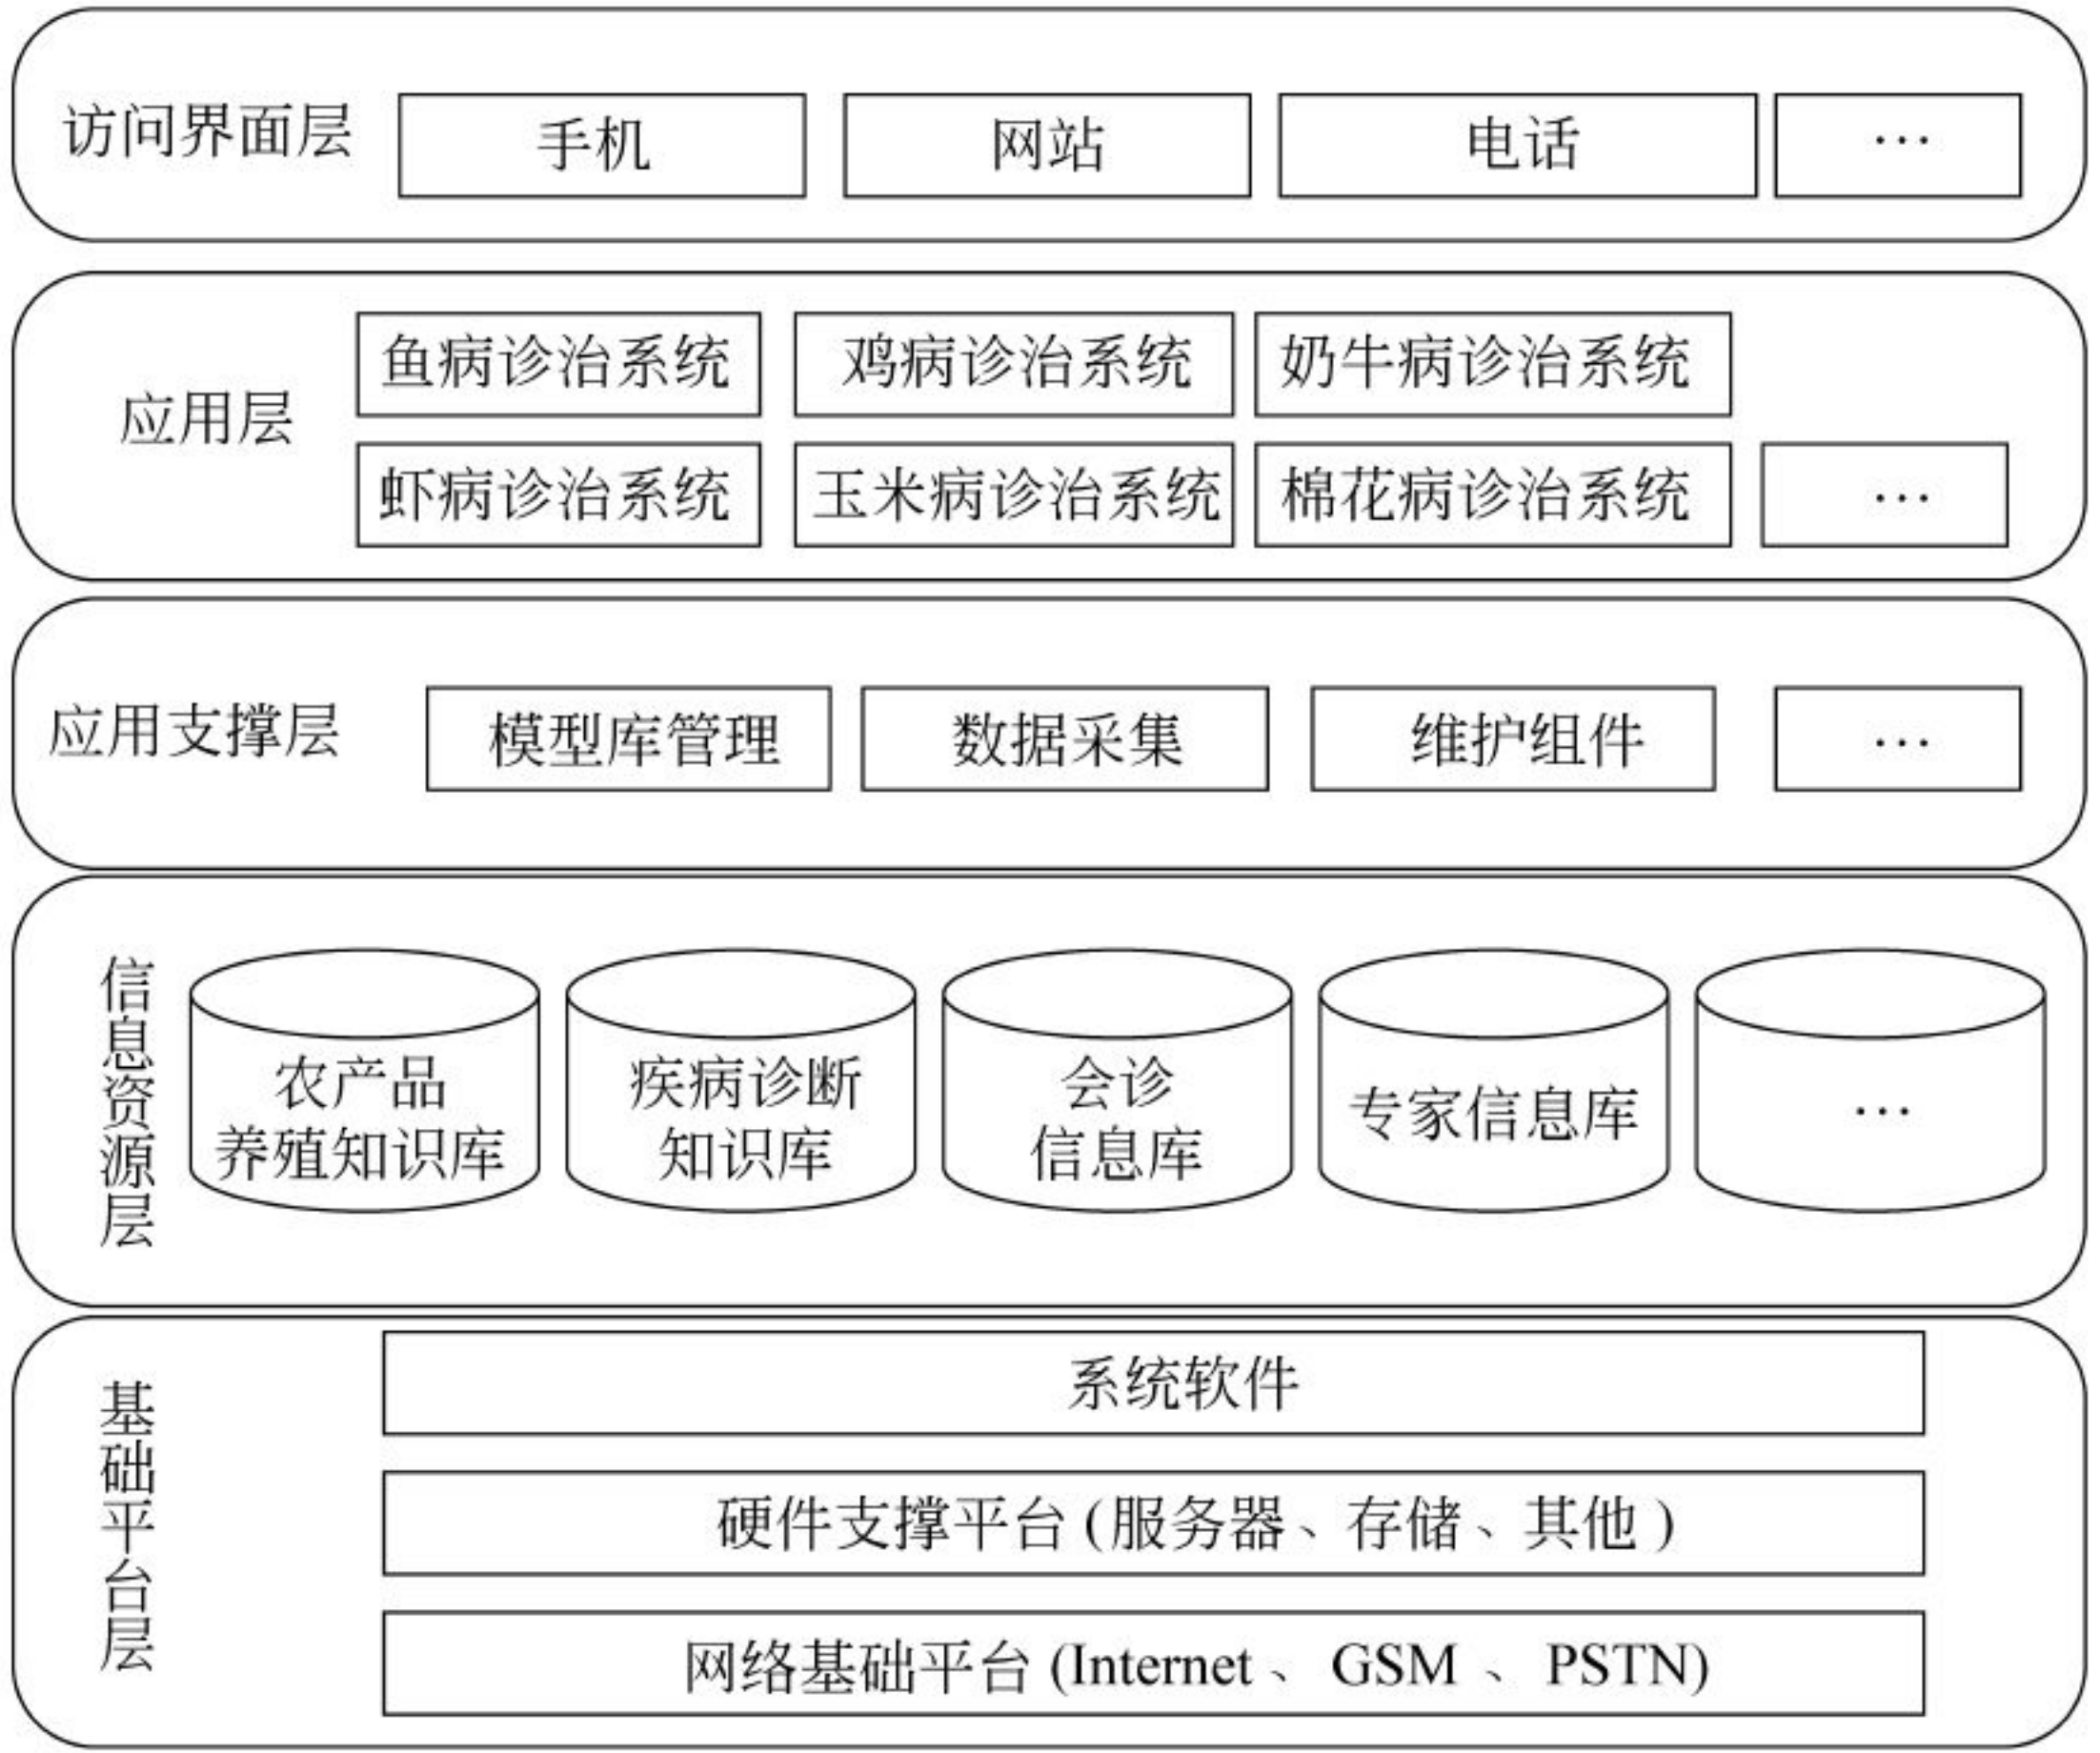 访问界面层
手机
网站
电话
…
应用层
鱼病诊治系统
鸡病诊治系统
奶牛病诊治系统
虾病诊治系统
玉米病诊治系统
棉花病诊治系统
…
应用支撑层
模型库管理
数据采集
维护组件
…
信息资源层
农产品
养殖知识库
疾病诊断
知识库
会诊
信息库
专家信息库
…
基础平台层
系统软件
硬件支撑平台 (服务器、存储、其他 )
网络基础平台 (Internet 、 GSM 、 PSTN)